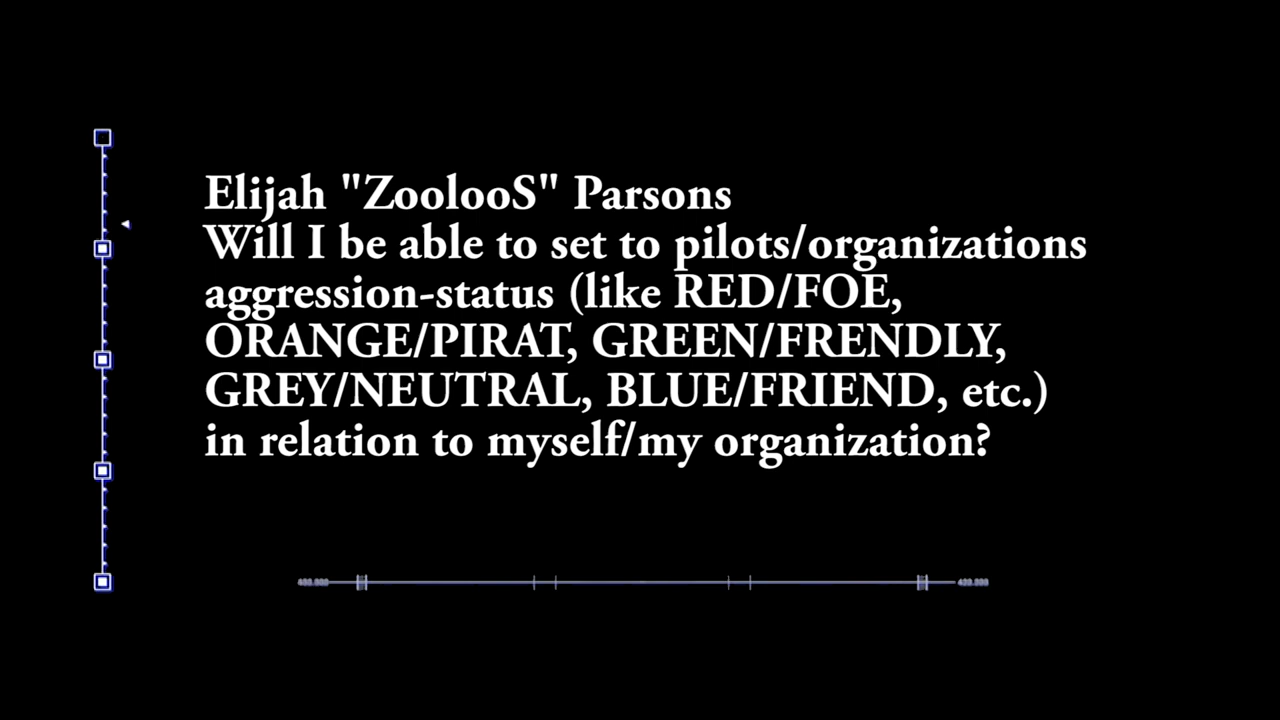 Elijah "ZoolooS" Parsons
Will I be able to set to pilots/organizations
aggression-status (like RED/FOE,
ORANGE/PIRAT, GREEN/FRENDLY,
GREY/NEUTRAL, BLUE/FRIEND, etc.)
in relation to myself/my organization?